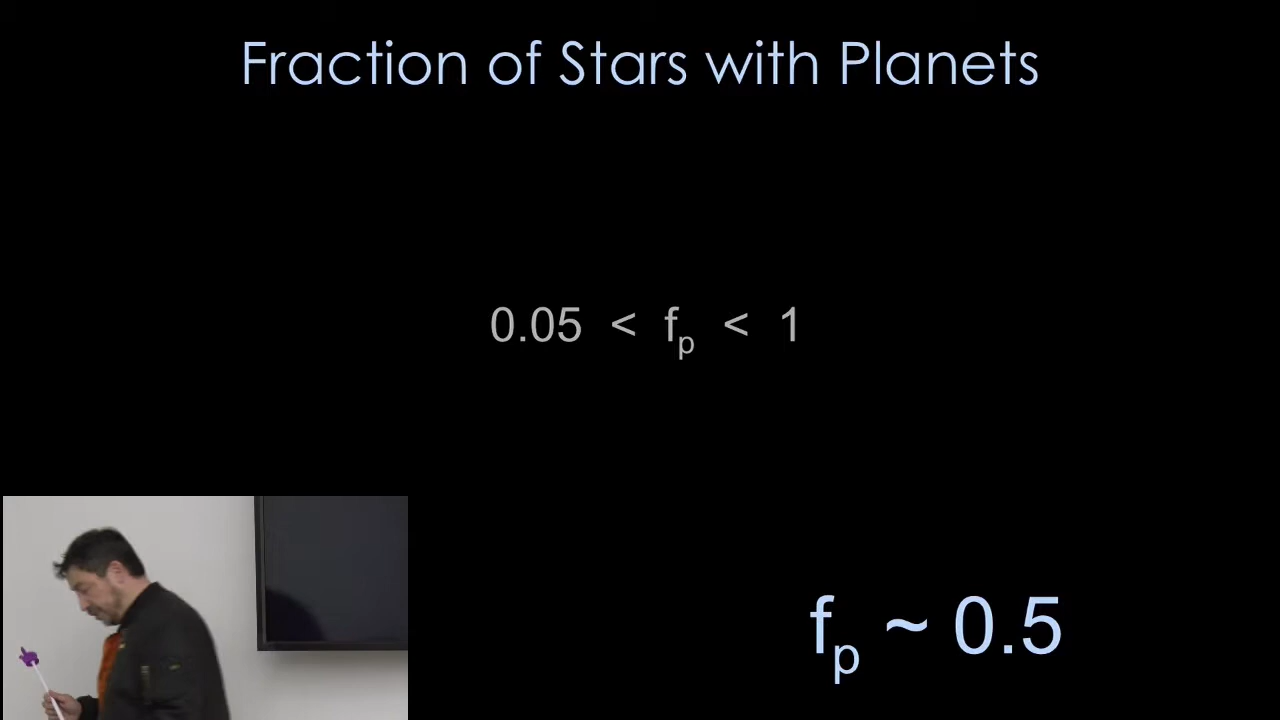 Fraction of Stars with Planets
0.05 < fₚ < 1
fₚ ~ 0.5